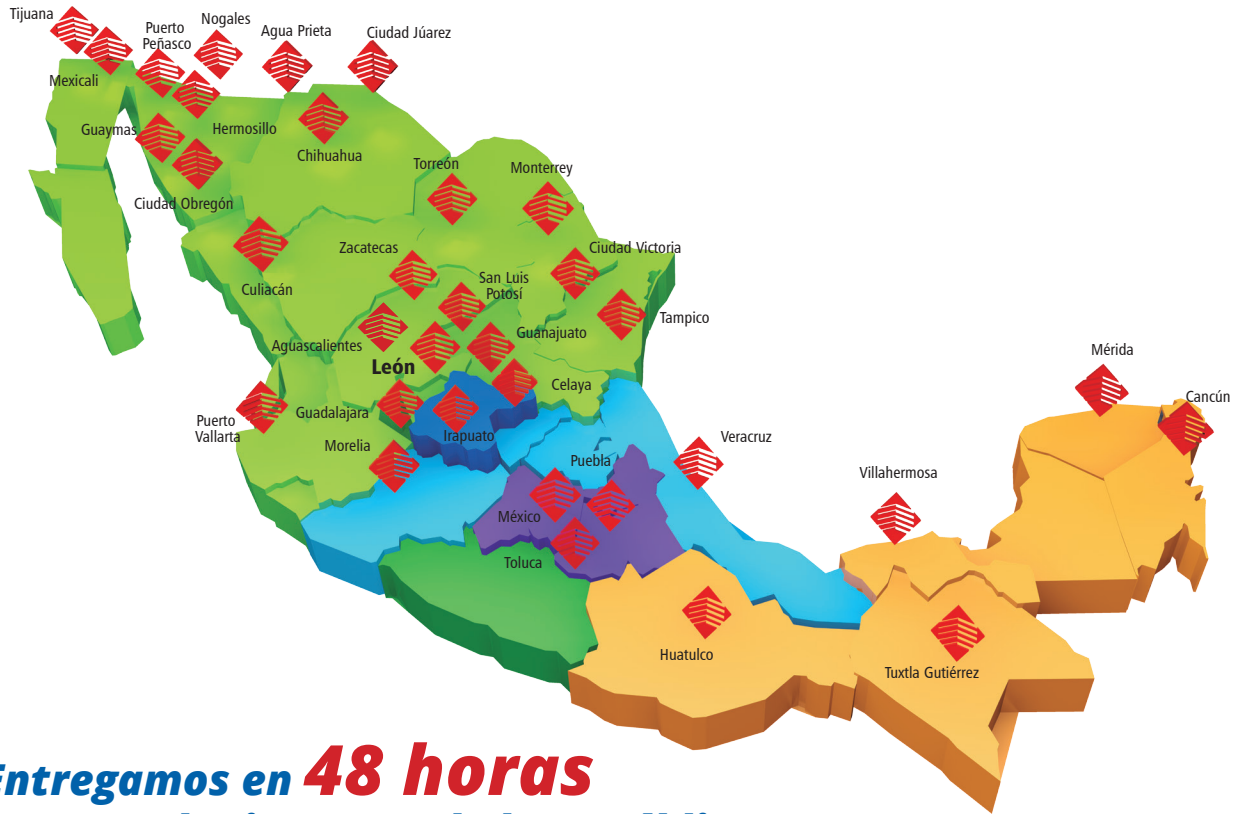 Tijuana
Puerto
Peñasco
Nogales
Agua Prieta
Ciudad Júarez
Mexicali
Guaymas
Hermosillo
Chihuahua
Torreón
Monterrey
Ciudad Obregón
Zacatecas
Ciudad Victoria
Culiacán
San Luis
Potosí
Tampico
Aguascalientes
Guanajuato
León
Celaya
Mérida
Cancún
Puerto
Vallarta
Guadalajara
Irapuato
Morelia
Veracruz
Puebla
Villahermosa
México
Toluca
Huatulco
Tuxtla Gutiérrez
Entregamos en 48 horas